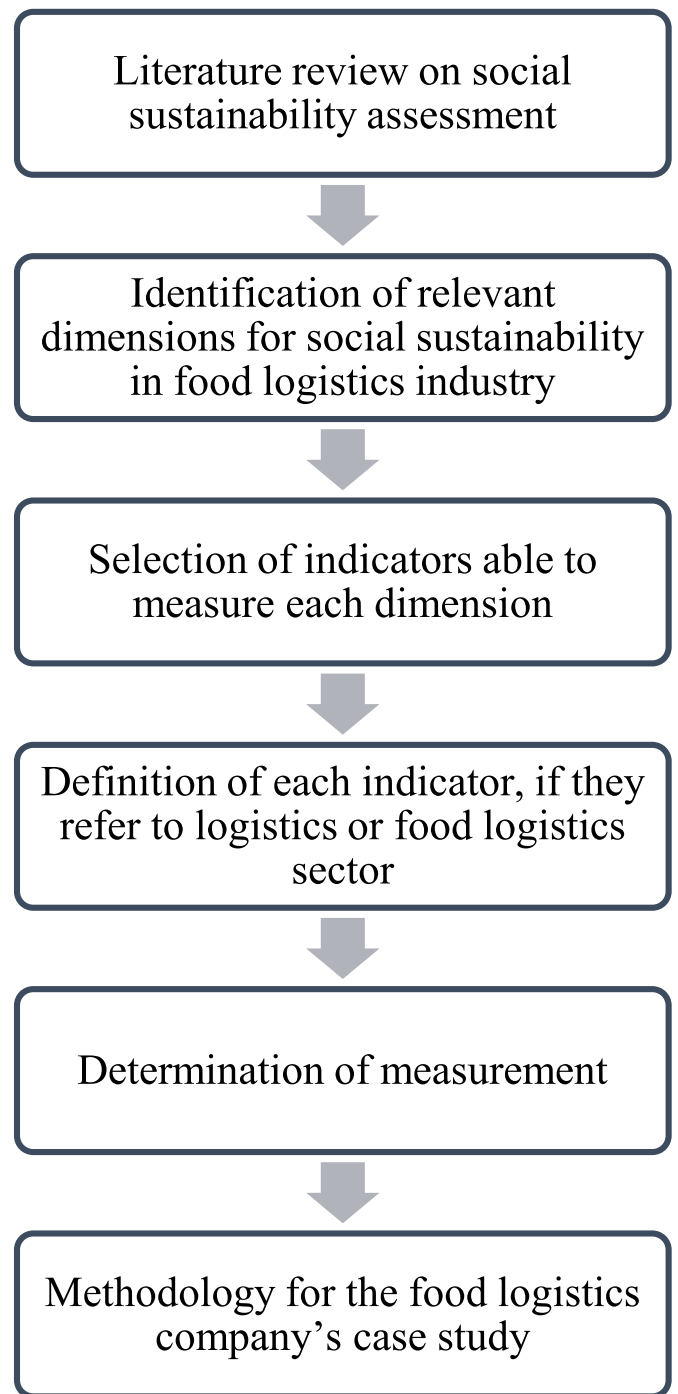 Literature review on social
sustainability assessment
Identification of relevant
dimensions for social sustainability
in food logistics industry
Selection of indicators able to
measure each dimension
Definition of each indicator, if they
refer to logistics or food logistics
sector
Determination of measurement
Methodology for the food logistics
company’s case study